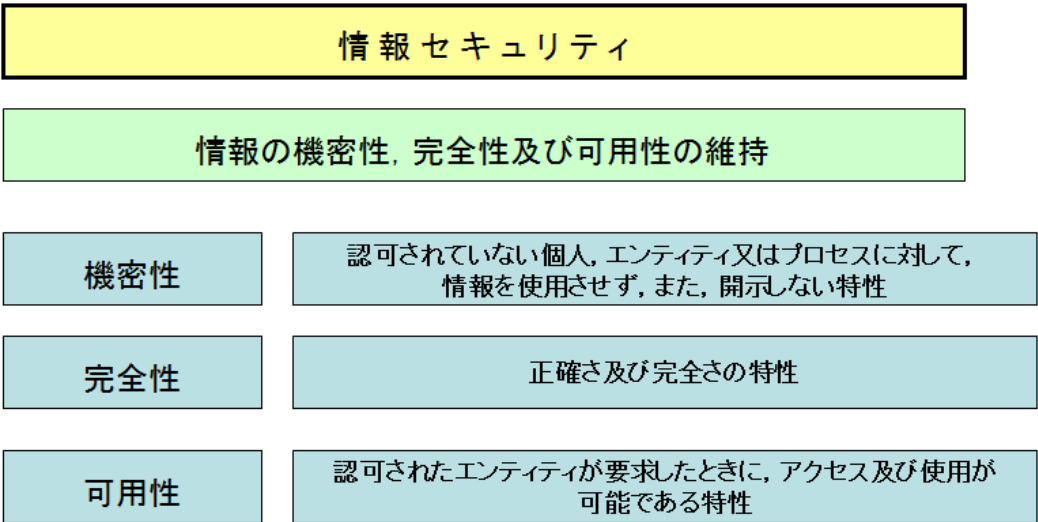 情報セキュリティ
情報の機密性, 完全性及び可用性の維持
機密性
認可されていない個人, エンティティ又はプロセスに対して,
情報を使用させず, また, 開示しない特性
完全性
正確さ及び完全さの特性
可用性
認可されたエンティティが要求したときに, アクセス及び使用が
可能である特性